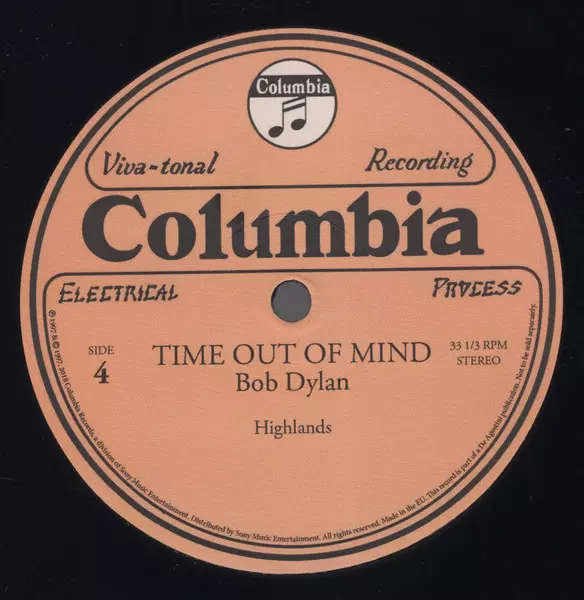 Columbia
Viva-tonal Recording
Columbia
ELECTRICAL PROCESS
SIDE
4
TIME OUT OF MIND
Bob Dylan
33 1/3 RPM
STEREO
Highlands
℗ 1997 & © 1997, 2018 Columbia Records, a division of Sony Music Entertainment. Distributed by Sony Music Entertainment. All rights reserved. Made in the EU. This record is part of a De Agostini publication. Not to be sold separately.